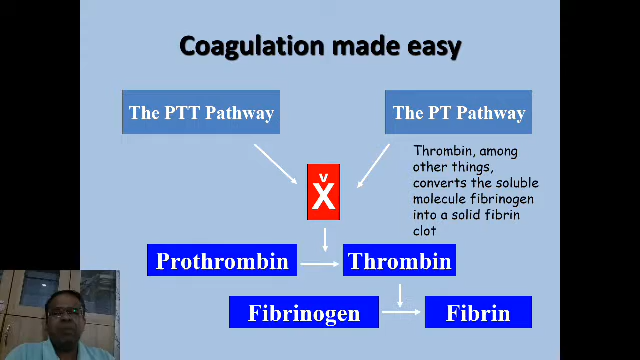 Coagulation made easy
The PTT Pathway
The PT Pathway
Thrombin, among
other things,
converts the soluble
molecule fibrinogen
into a solid fibrin
clot
v
X
Prothrombin
Thrombin
Fibrinogen
Fibrin